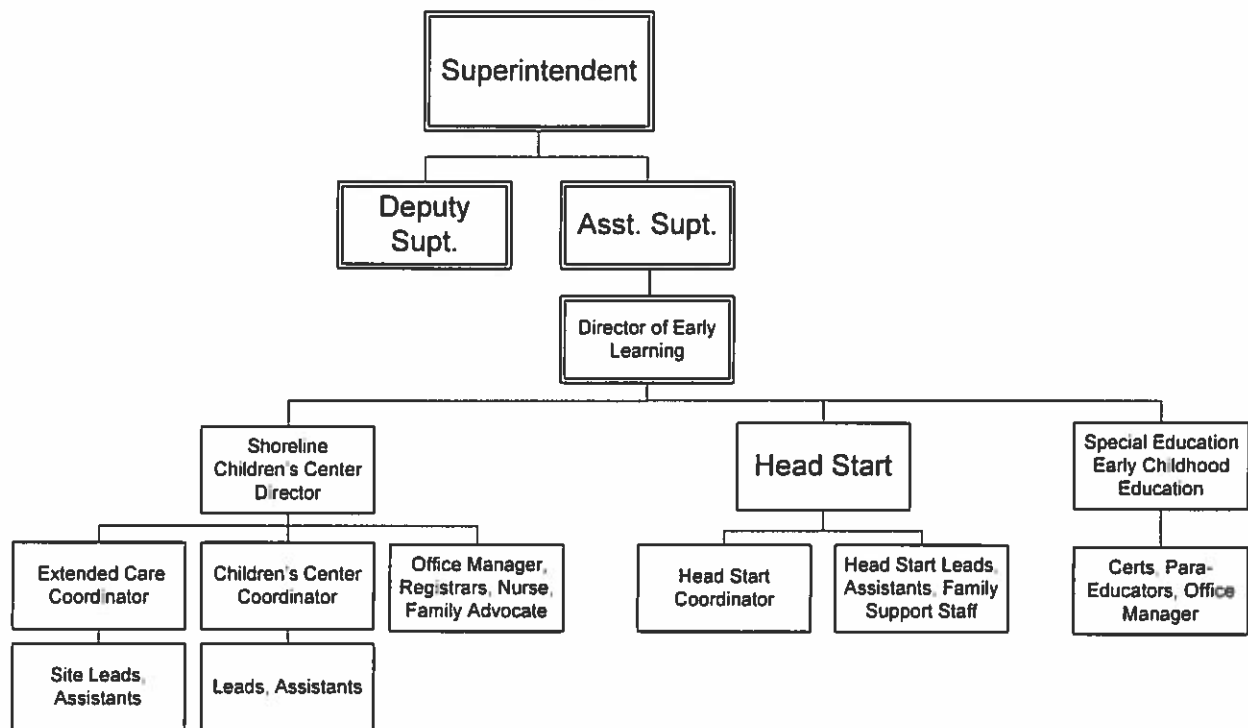 Superintendent
Deputy
Supt.
Asst. Supt.
Director of Early
Learning
Shoreline
Children's Center
Director
Head Start
Special Education
Early Childhood
Education
Extended Care
Coordinator
Children's Center
Coordinator
Office Manager,
Registrars, Nurse,
Family Advocate
Head Start
Coordinator
Head Start Leads,
Assistants, Family
Support Staff
Certs, Para-
Educators, Office
Manager
Site Leads,
Assistants
Leads, Assistants